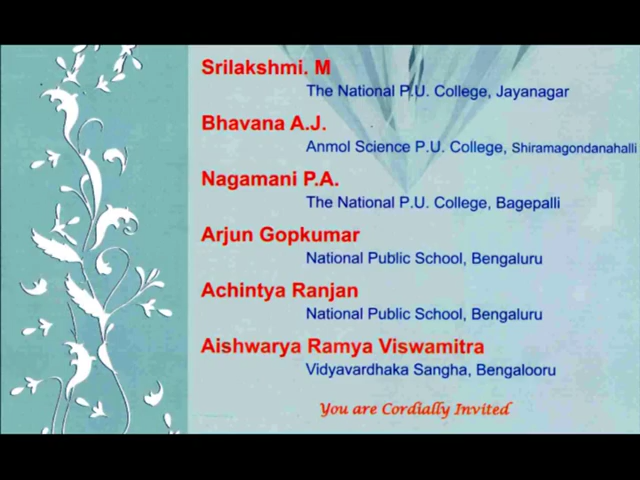 Srilakshmi. M
The National P.U. College, Jayanagar
Bhavana A.J.
Anmol Science P.U. College, Shiramagondanahalli
Nagamani P.A.
The National P.U. College, Bagepalli
Arjun Gopkumar
National Public School, Bengaluru
Achintya Ranjan
National Public School, Bengaluru
Aishwarya Ramya Viswamitra
Vidyavardhaka Sangha, Bengalooru
You are Cordially Invited